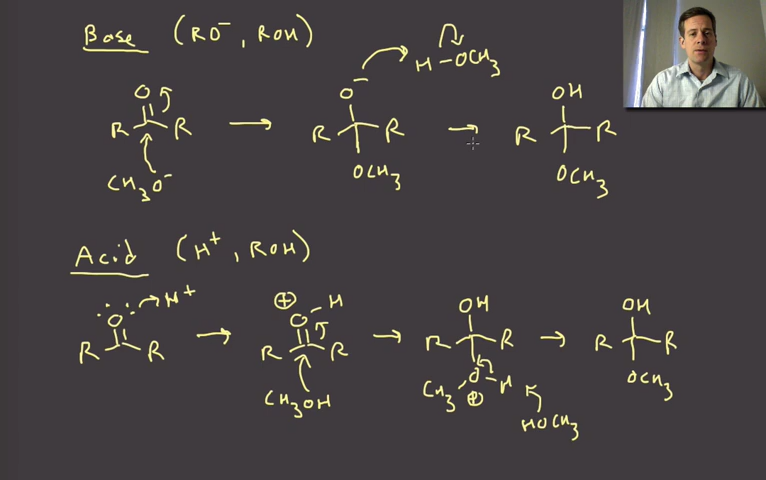 Base (RO⁻, ROH)
H-OCH₃
O O⁻ OH
R R R R R R
CH₃O⁻ OCH₃ OCH₃
Acid (H⁺, ROH)
O H⁺ ⊕ O-H OH OH
R R R R R R R R
CH₃OH CH₃ O H ⊕ OCH₃
HOCH₃